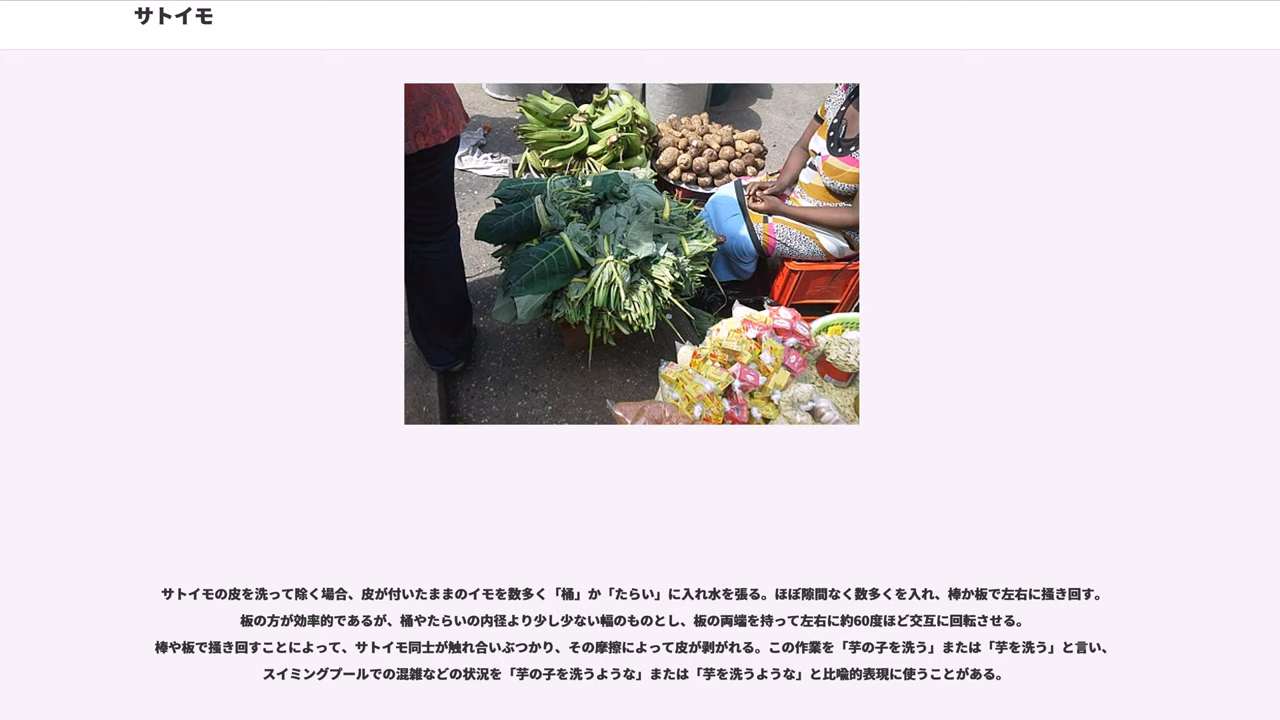 サトイモ
サトイモの皮を洗って除く場合、皮が付いたままのイモを数多く「桶」か「たらい」に入れ水を張る。ほぼ隙間なく数多くを入れ、棒か板で左右に掻き回す。
板の方が効率的であるが、桶やたらいの内径より少し少ない幅のものとし、板の両端を持って左右に約60度ほど交互に回転させる。
棒や板で掻き回すことによって、サトイモ同士が触れ合いぶつかり、その摩擦によって皮が剥がれる。この作業を「芋の子を洗う」または「芋を洗う」と言い、
スイミングプールでの混雑などの状況を「芋の子を洗うような」または「芋を洗うような」と比喩的表現に使うことがある。